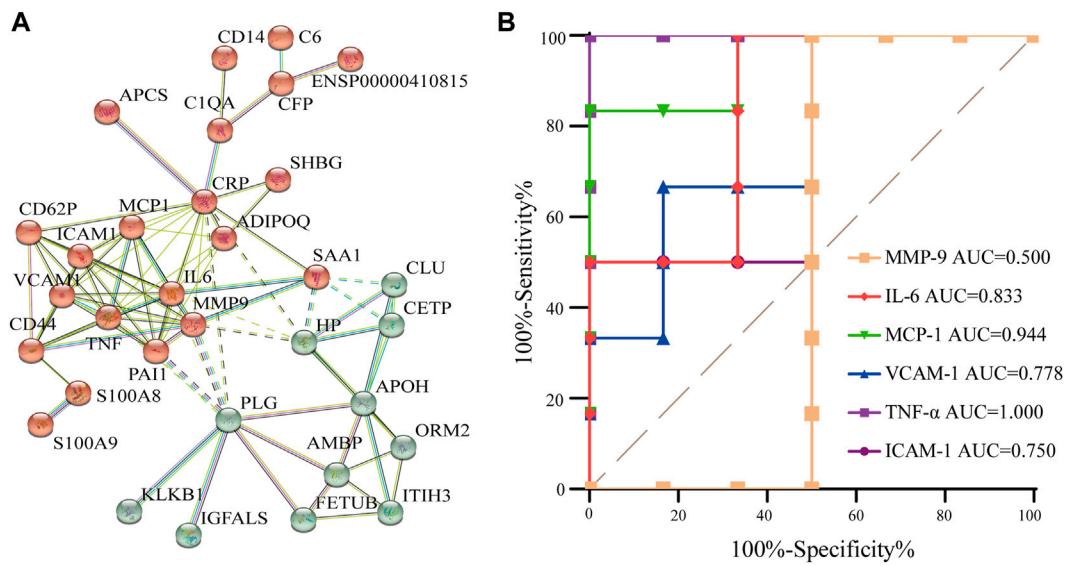 A
CD14
C6
ENSP00000410815
APCS
C1QA
CFP
SHBG
CRP
CD62P
MCP1
ADIPOQ
ICAM1
SAA1
VCAM1
IL6
CLU
MMP9
CETP
CD44
TNF
HP
PAI1
S100A8
PLG
APOH
S100A9
AMBP
ORM2
KLKB1
FETUB
ITIH3
IGFALS
B
100%-Sensitivity%
100
80
60
40
20
0
0
20
40
60
80
100
100%-Specificity%
MMP-9 AUC=0.500
IL-6 AUC=0.833
MCP-1 AUC=0.944
VCAM-1 AUC=0.778
TNF-α AUC=1.000
ICAM-1 AUC=0.750